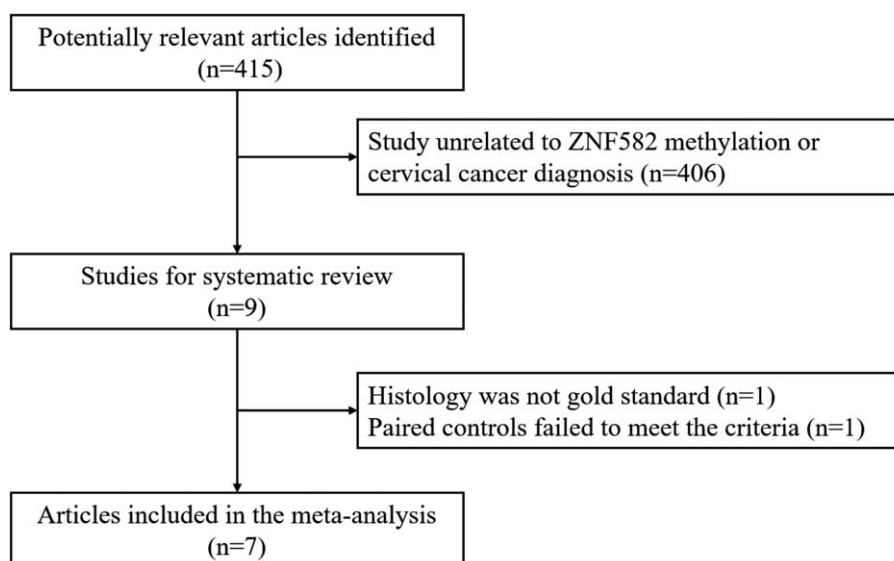 Potentially relevant articles identified
(n=415)
Study unrelated to ZNF582 methylation or
cervical cancer diagnosis (n=406)
Studies for systematic review
(n=9)
Histology was not gold standard (n=1)
Paired controls failed to meet the criteria (n=1)
Articles included in the meta-analysis
(n=7)